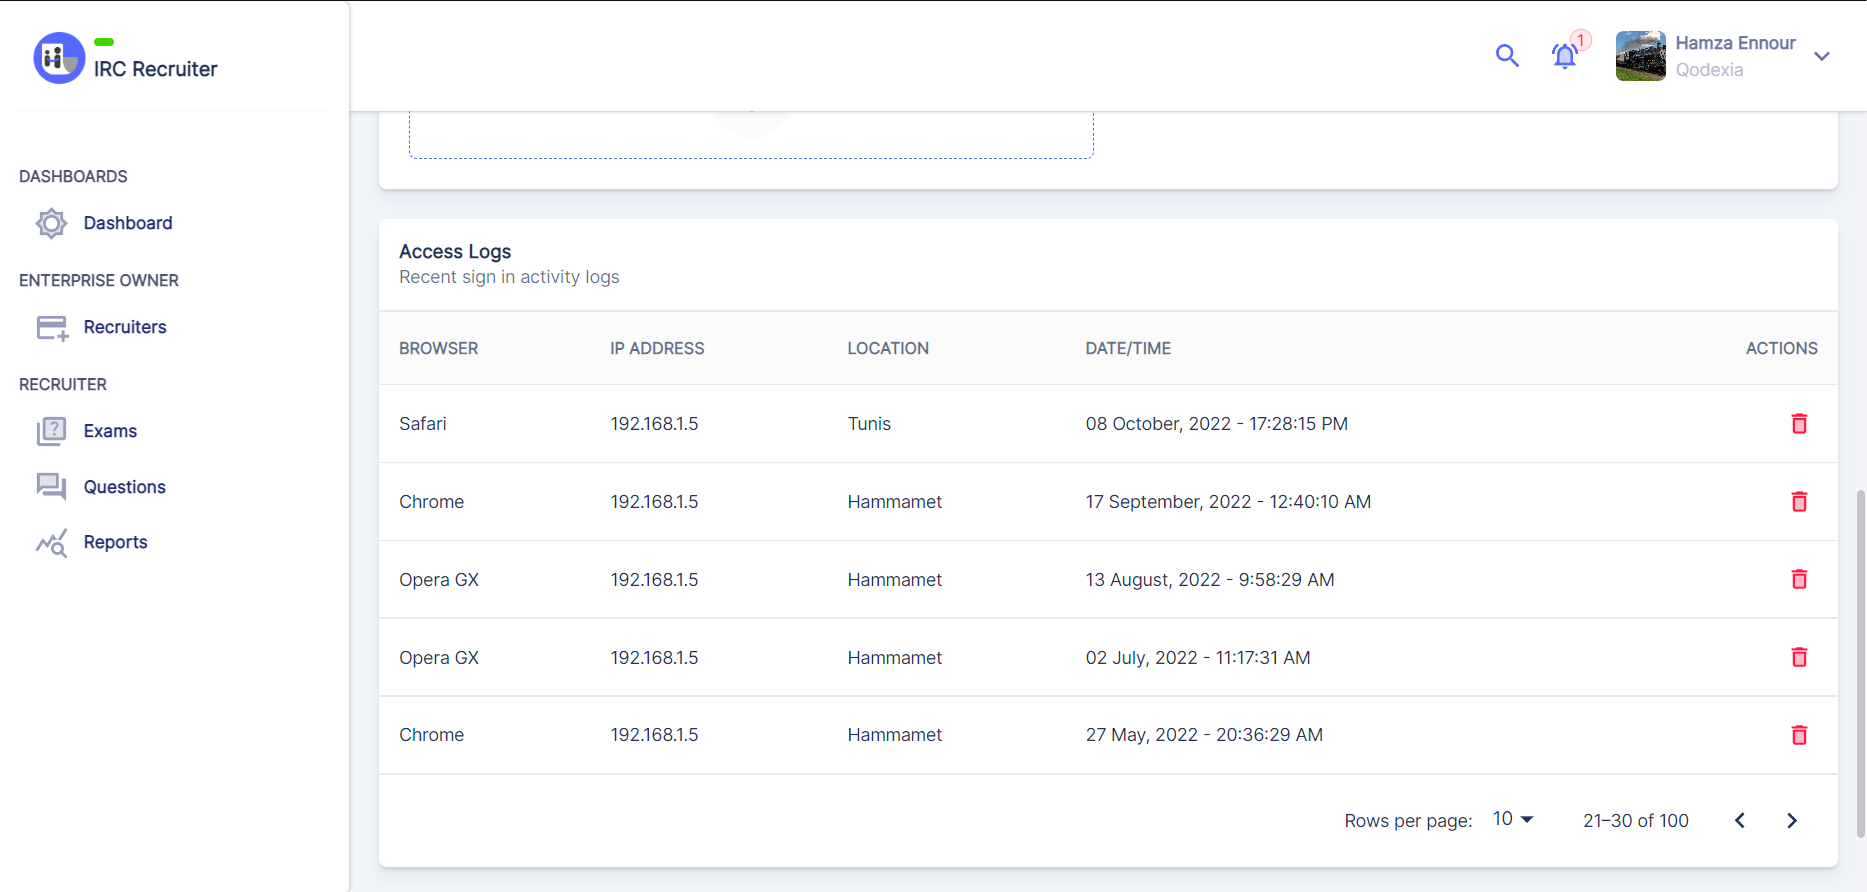 IRC Recruiter
1
Hamza Ennour
Qodexia
DASHBOARDS
Dashboard
ENTERPRISE OWNER
Recruiters
RECRUITER
Exams
Questions
Reports
Access Logs
Recent sign in activity logs
BROWSER IP ADDRESS LOCATION DATE/TIME ACTIONS
Safari 192.168.1.5 Tunis 08 October, 2022 - 17:28:15 PM
Chrome 192.168.1.5 Hammamet 17 September, 2022 - 12:40:10 AM
Opera GX 192.168.1.5 Hammamet 13 August, 2022 - 9:58:29 AM
Opera GX 192.168.1.5 Hammamet 02 July, 2022 - 11:17:31 AM
Chrome 192.168.1.5 Hammamet 27 May, 2022 - 20:36:29 AM
Rows per page: 10 21–30 of 100